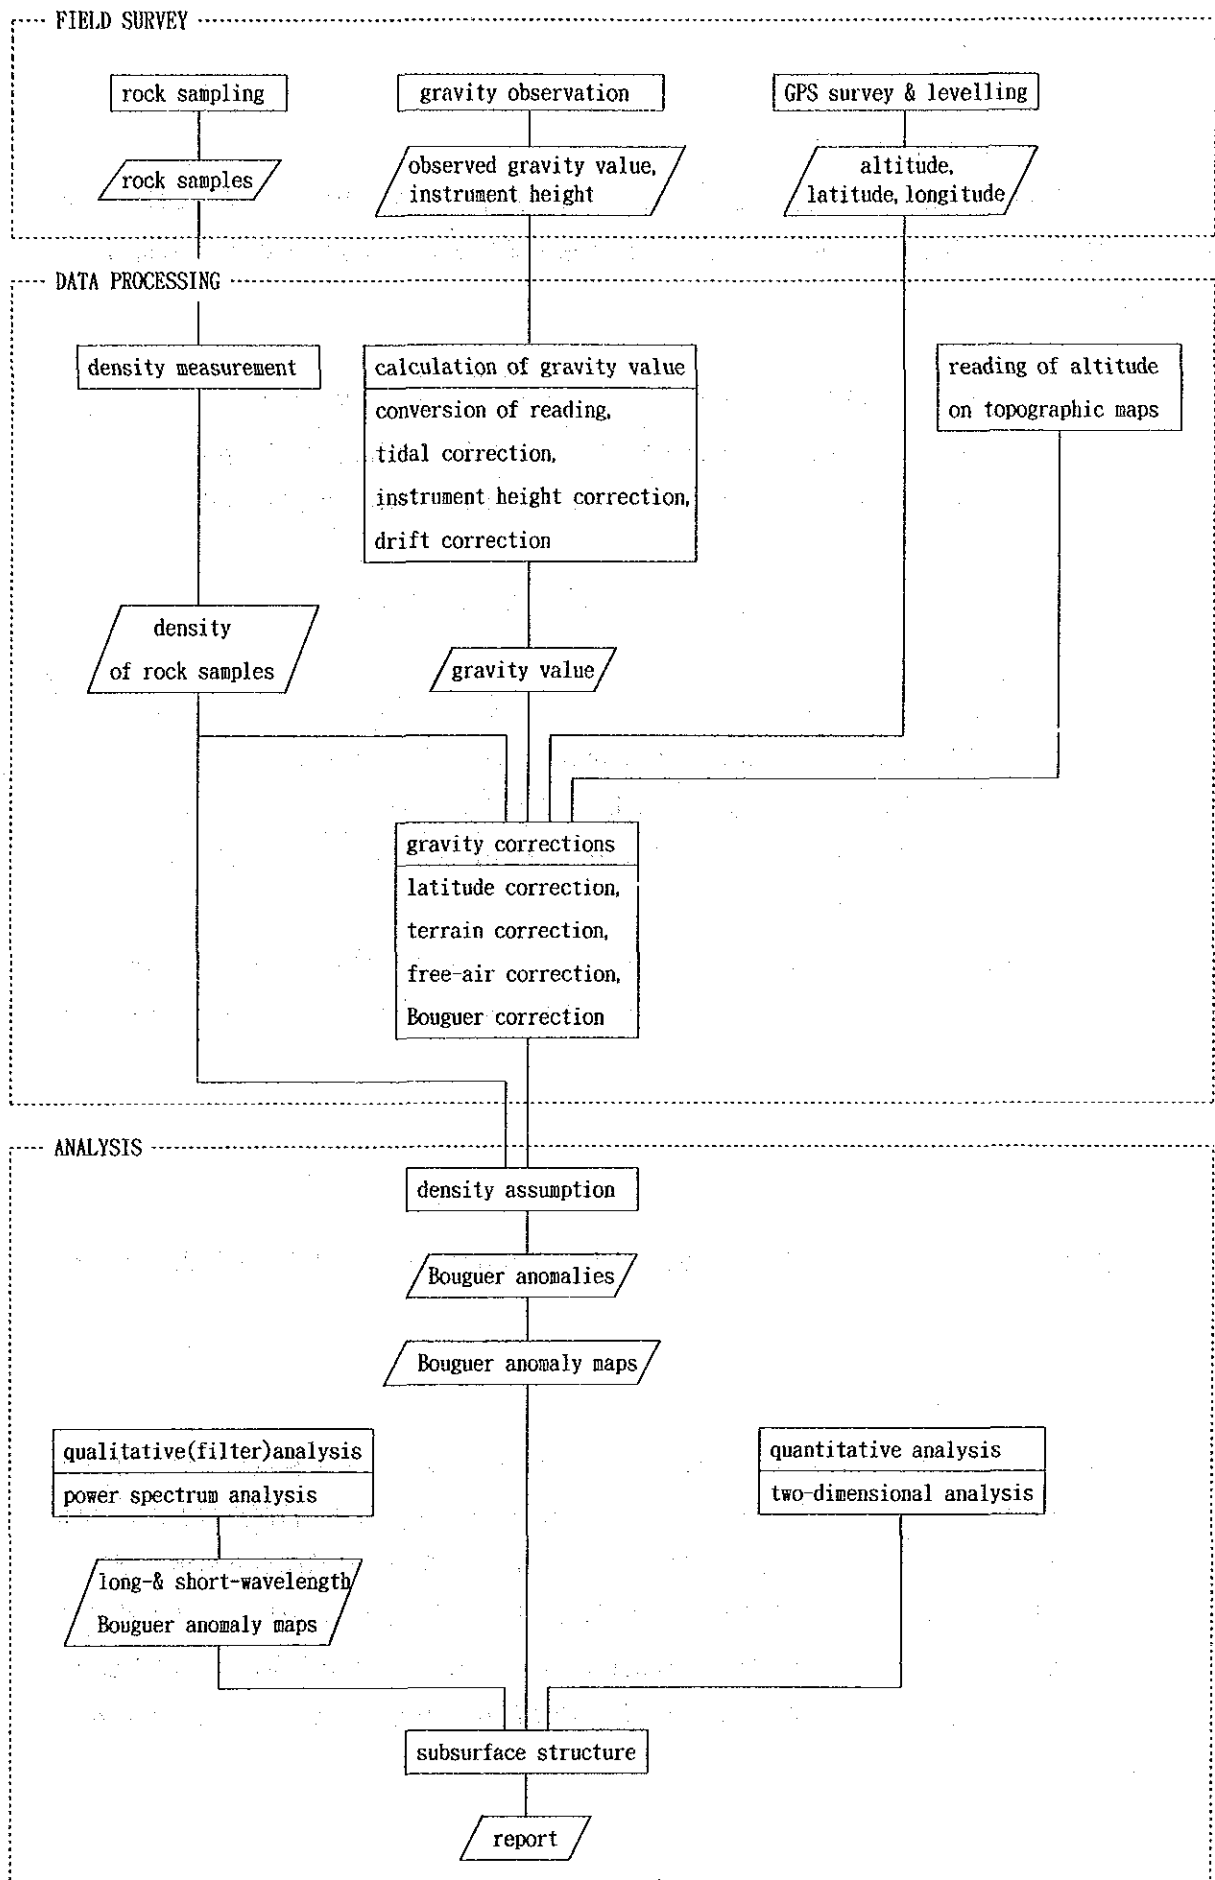 FIELD SURVEY
rock sampling
gravity observation
GPS survey & levelling
rock samples
observed gravity value,
instrument height
altitude,
latitude, longitude
DATA PROCESSING
density measurement
calculation of gravity value
conversion of reading,
tidal correction,
instrument height correction,
drift correction
reading of altitude
on topographic maps
density
of rock samples
gravity value
gravity corrections
latitude correction,
terrain correction,
free-air correction,
Bouguer correction
ANALYSIS
density assumption
Bouguer anomalies
Bouguer anomaly maps
qualitative(filter)analysis
power spectrum analysis
quantitative analysis
two-dimensional analysis
long-& short-wavelength
Bouguer anomaly maps
subsurface structure
report